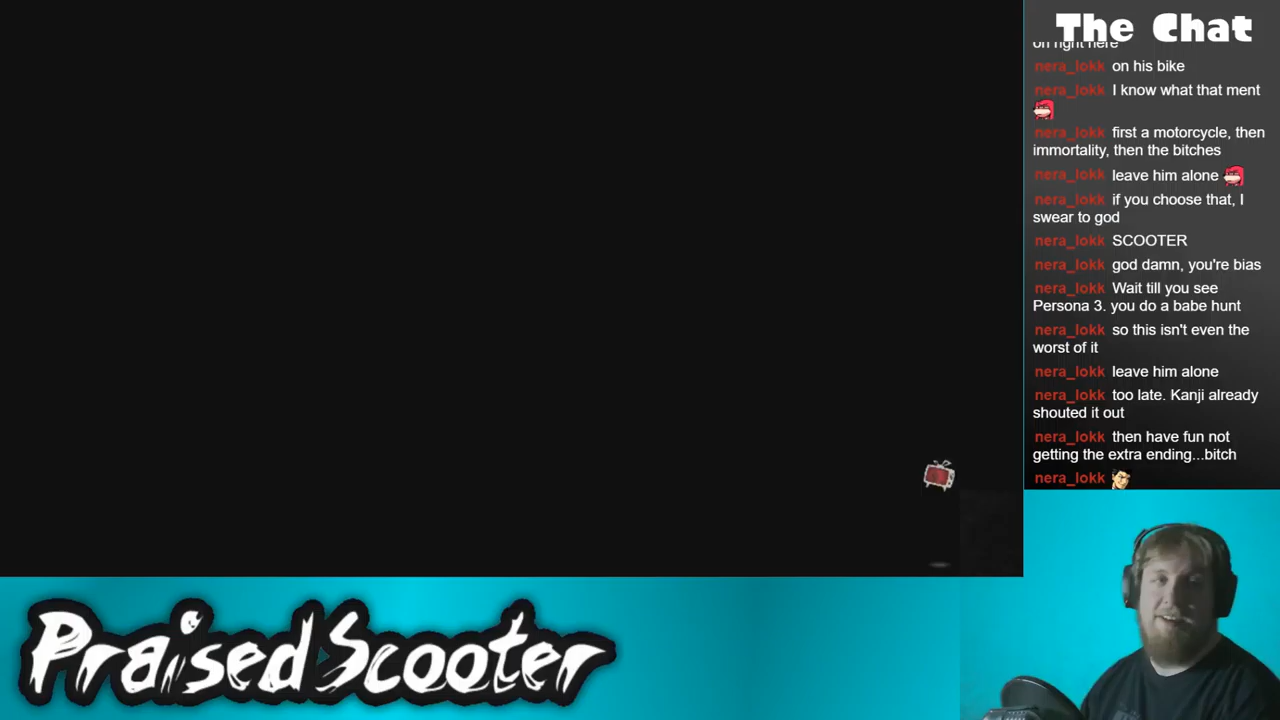 The Chat
on right here
nera_lokk on his bike
nera_lokk I know what that ment
nera_lokk first a motorcycle, then
immortality, then the bitches
nera_lokk leave him alone
nera_lokk if you choose that, I
swear to god
nera_lokk SCOOTER
nera_lokk god damn, you're bias
nera_lokk Wait till you see
Persona 3. you do a babe hunt
nera_lokk so this isn't even the
worst of it
nera_lokk leave him alone
nera_lokk too late. Kanji already
shouted it out
nera_lokk then have fun not
getting the extra ending...bitch
nera_lokk
PraisedScooter